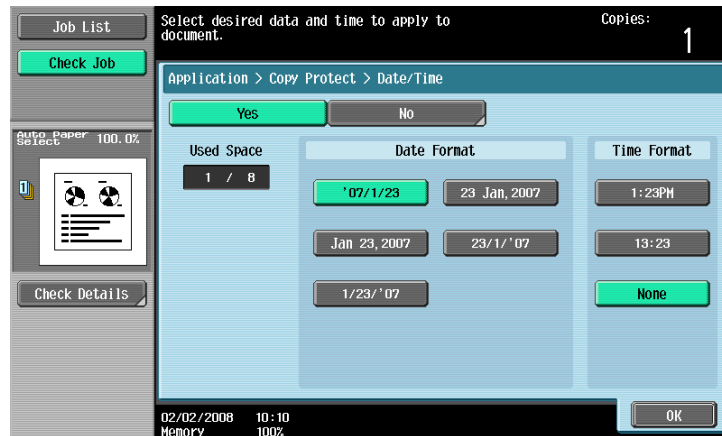 Job List
Check Job
Select desired data and time to apply to
document.
Copies:
1
Application > Copy Protect > Date/Time
Yes
No
Auto Paper
Select
100.0%
Used Space
Date Format
Time Format
1 / 8
'07/1/23
23 Jan,2007
1:23PM
Jan 23,2007
23/1/'07
13:23
1/23/'07
None
Check Details
02/02/2008 10:10
Memory 100%
OK